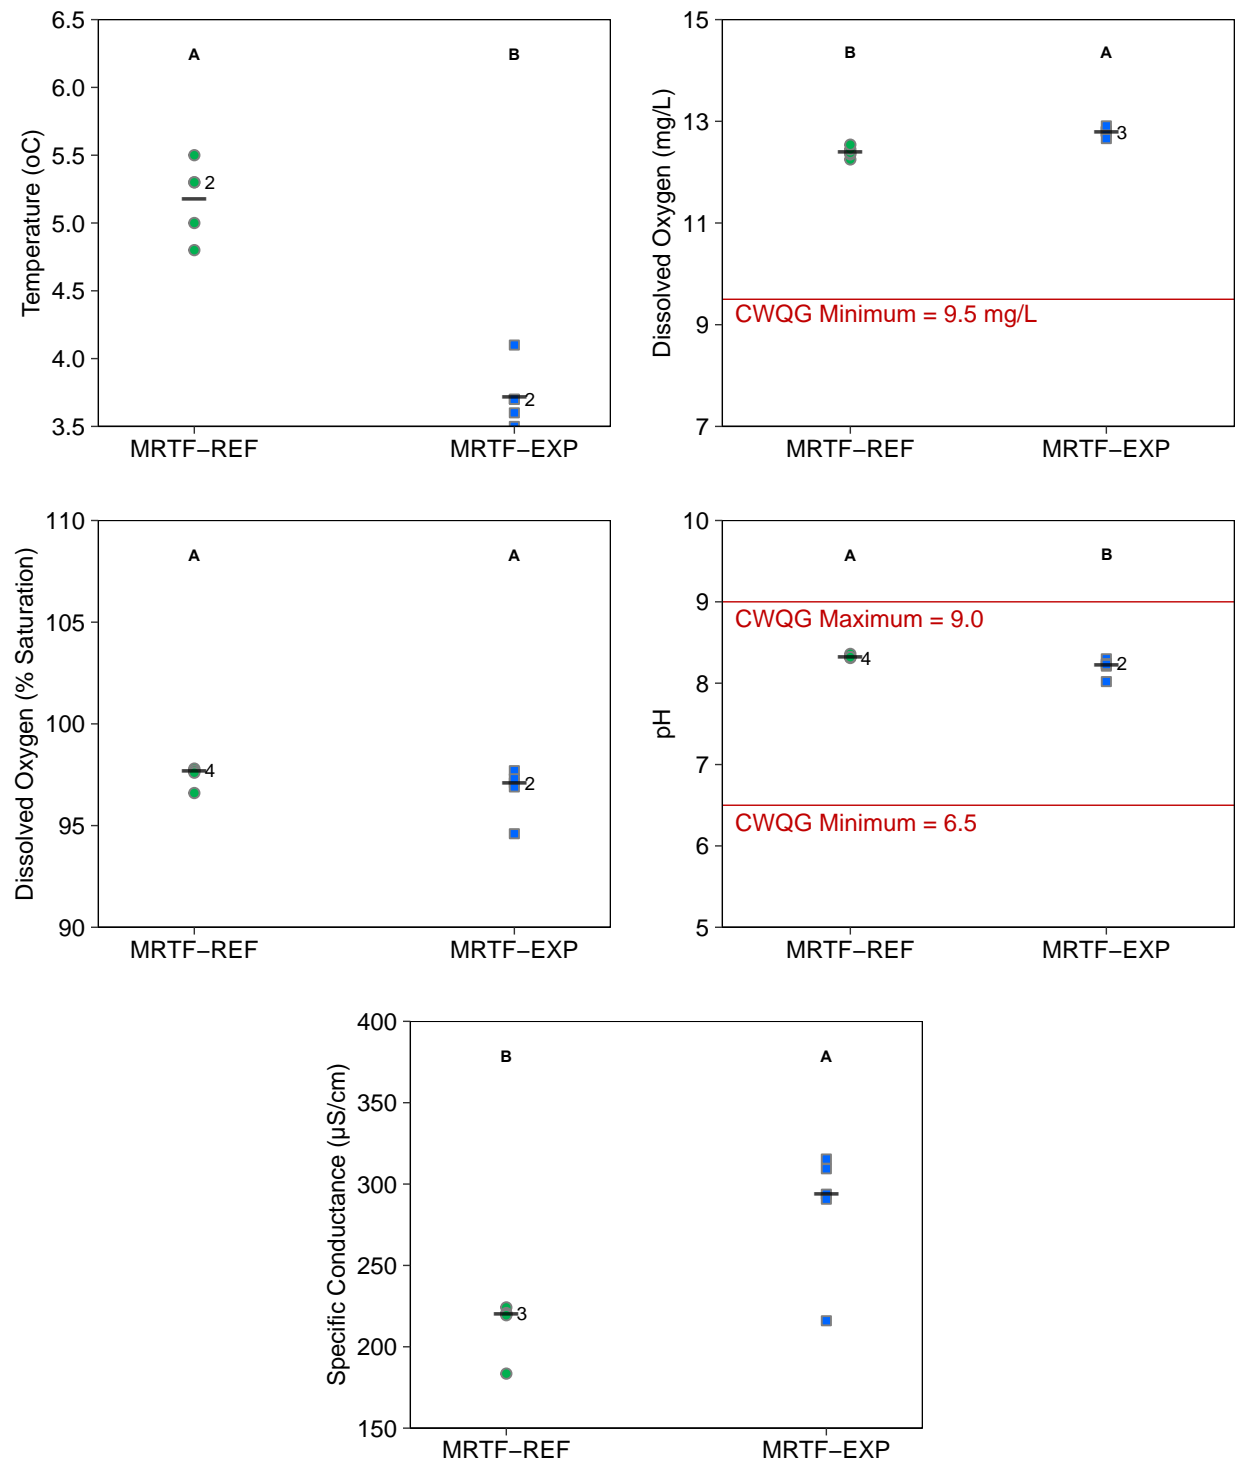 Temperature (oC)
6.5
6.0
5.5
5.0
4.5
4.0
3.5
A
B
2
2
MRTF−REF
MRTF−EXP
Dissolved Oxygen (mg/L)
15
13
11
9
7
B
A
3
CWQG Minimum = 9.5 mg/L
MRTF−REF
MRTF−EXP
Dissolved Oxygen (% Saturation)
110
105
100
95
90
A
A
4
2
MRTF−REF
MRTF−EXP
pH
10
9
8
7
6
5
A
B
CWQG Maximum = 9.0
4
2
CWQG Minimum = 6.5
MRTF−REF
MRTF−EXP
Specific Conductance (µS/cm)
400
350
300
250
200
150
B
A
3
MRTF−REF
MRTF−EXP